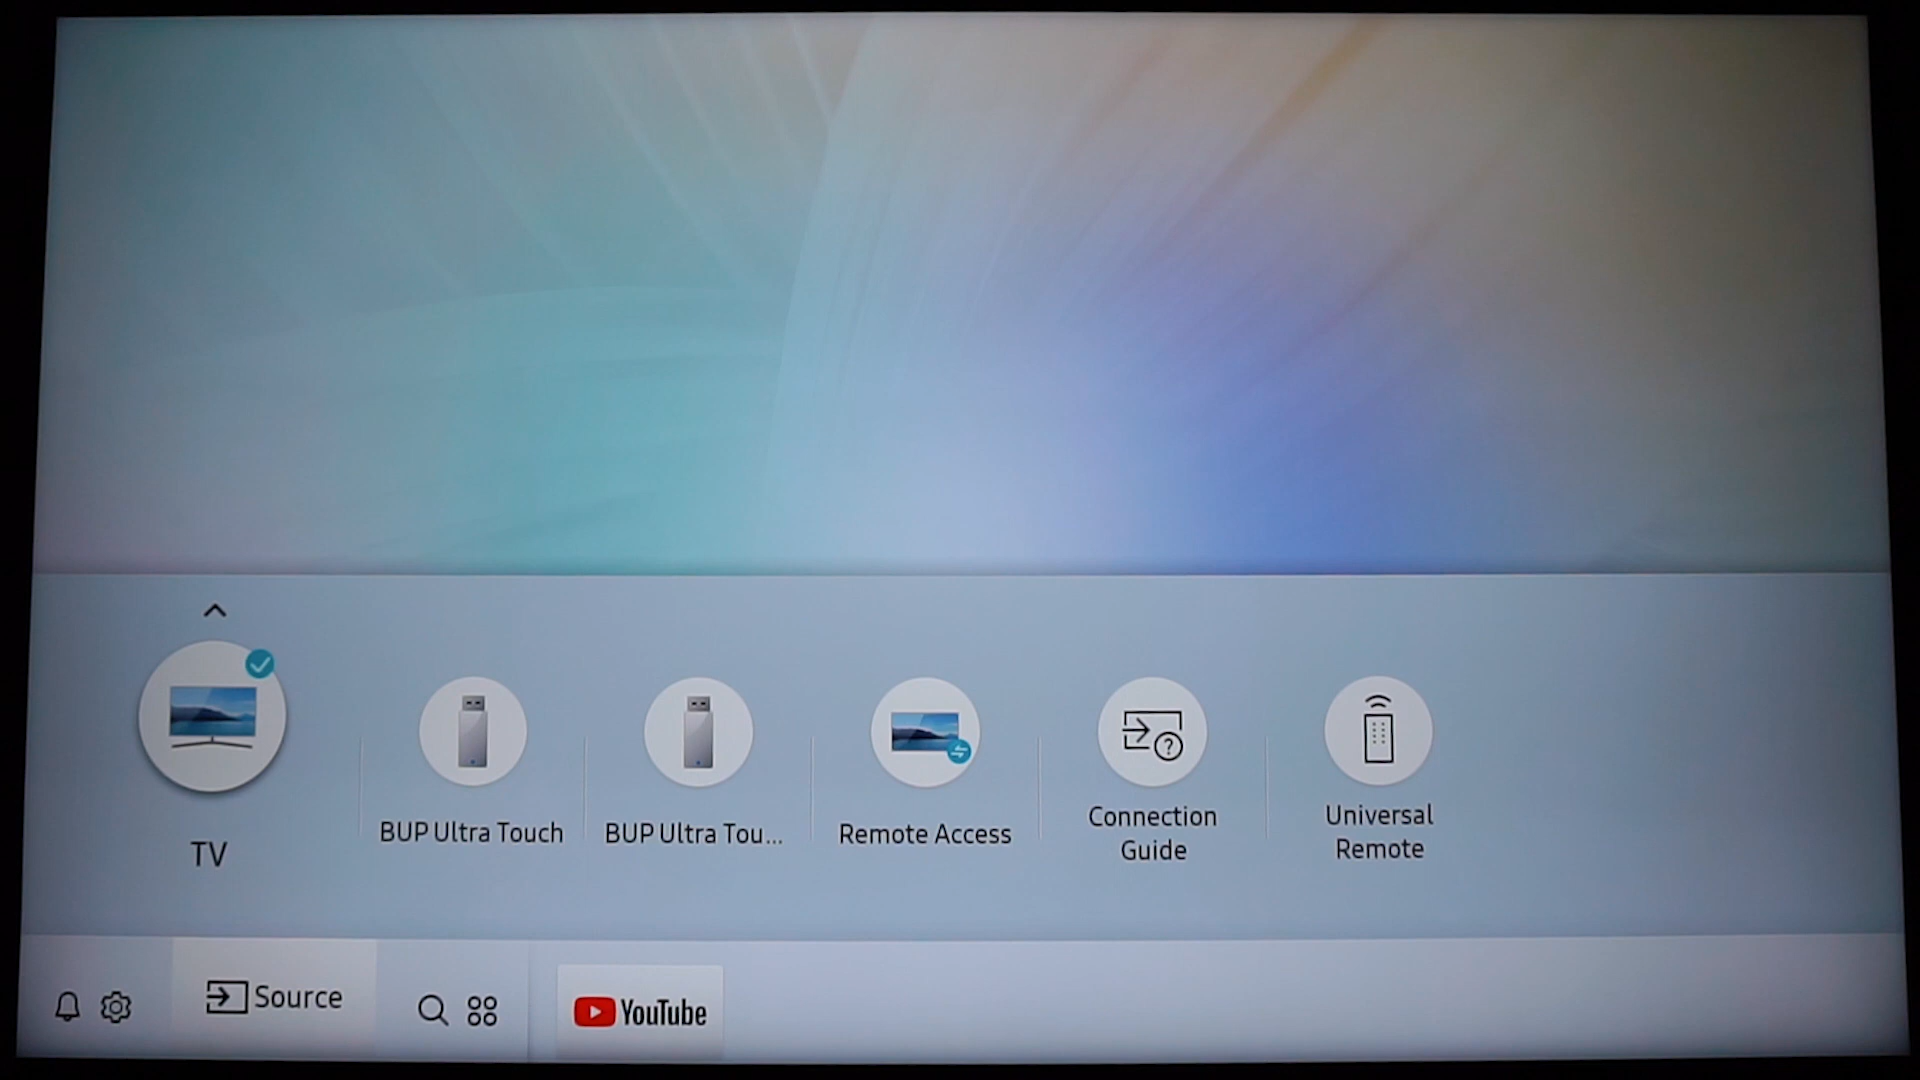 TV
BUP Ultra Touch
BUP Ultra Tou...
Remote Access
Connection
Guide
Universal
Remote
Source
YouTube